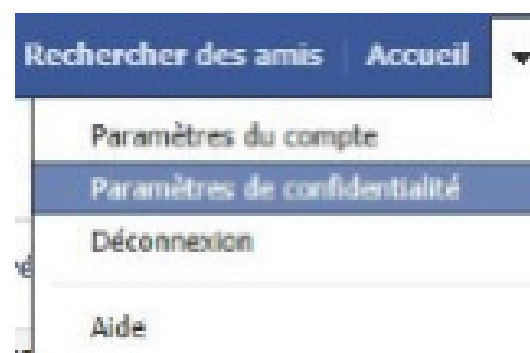 Rechercher des amis Accueil
Paramètres du compte
Paramètres de confidentialité
Déconnexion
Aide